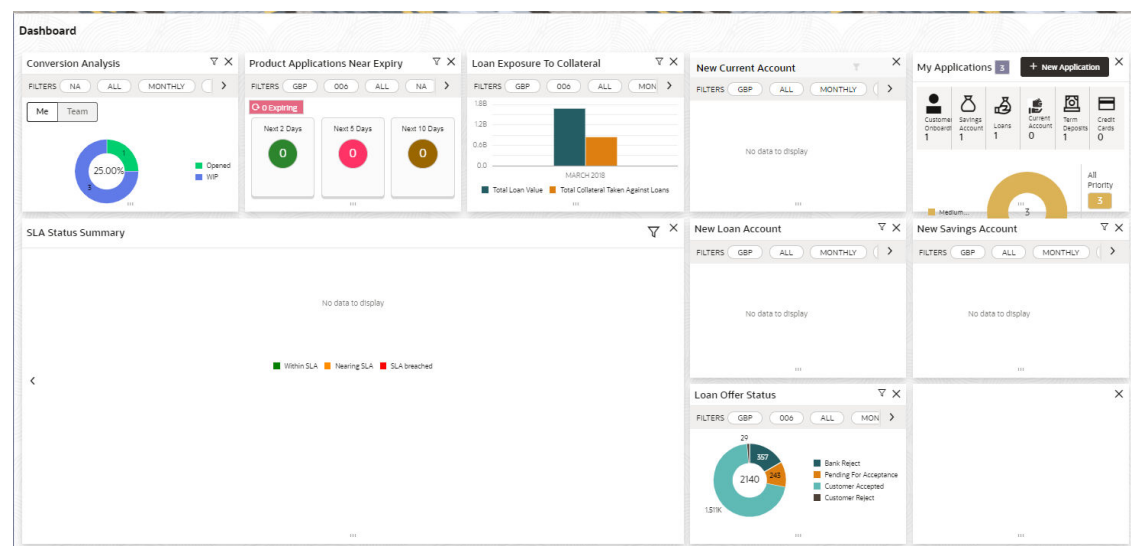 Dashboard
Conversion Analysis
FILTERS NA ALL MONTHLY
Me Team
1
25.00%
3
Opened
WIP
Product Applications Near Expiry
FILTERS GBP 006 ALL NA
0 Expiring
Next 2 Days Next 5 Days Next 10 Days
0 0 0
Loan Exposure To Collateral
FILTERS GBP 006 ALL MON
1.8B
1.2B
0.6B
0.0
MARCH 2018
Total Loan Value Total Collateral Taken Against Loans
New Current Account
FILTERS GBP ALL MONTHLY
No data to display
My Applications 3 + New Application
Customer Onboardi 1
Savings Account 1
Loans 1
Current Account 0
Term Deposits 1
Credit Cards 0
All Priority
3
Medium...
3
SLA Status Summary
No data to display
Within SLA Nearing SLA SLA breached
New Loan Account
FILTERS GBP ALL MONTHLY
No data to display
New Savings Account
FILTERS GBP ALL MONTHLY
No data to display
Loan Offer Status
FILTERS GBP 006 ALL MON
29
357
2140
245
1.511K
Bank Reject
Pending For Acceptance
Customer Accepted
Customer Reject